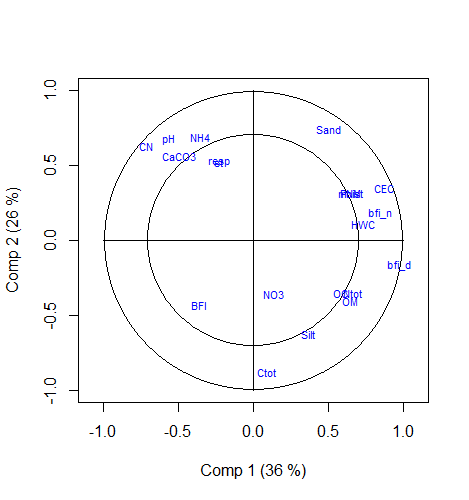 1.0
Sand
pH
NH4
CN
CaCO3
resp
0.5
CEC
bfi_n
HWC
0.0
bfi_d
NO3
OC
Ntot
OM
BFI
-0.5
Silt
Ctot
-1.0
-1.0 -0.5 0.0 0.5 1.0
Comp 1 (36 %)
Comp 2 (26 %)